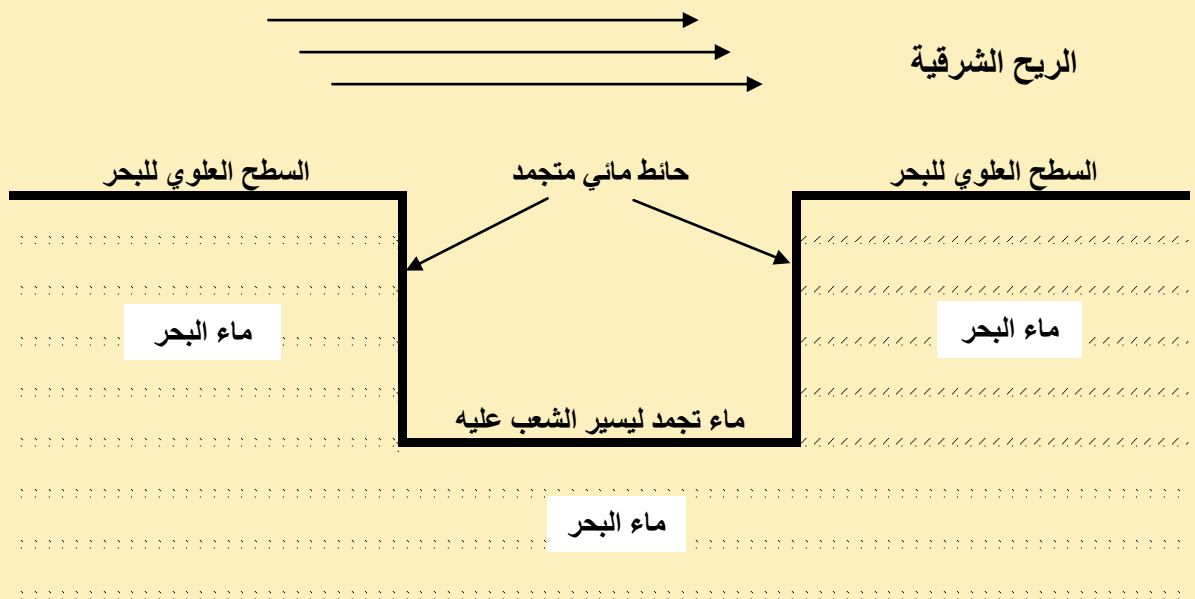 الريح الشرقية
السطح العلوي للبحر
حائط مائي متجمد
السطح العلوي للبحر
ماء البحر
ماء البحر
ماء تجمد ليسير الشعب عليه
ماء البحر